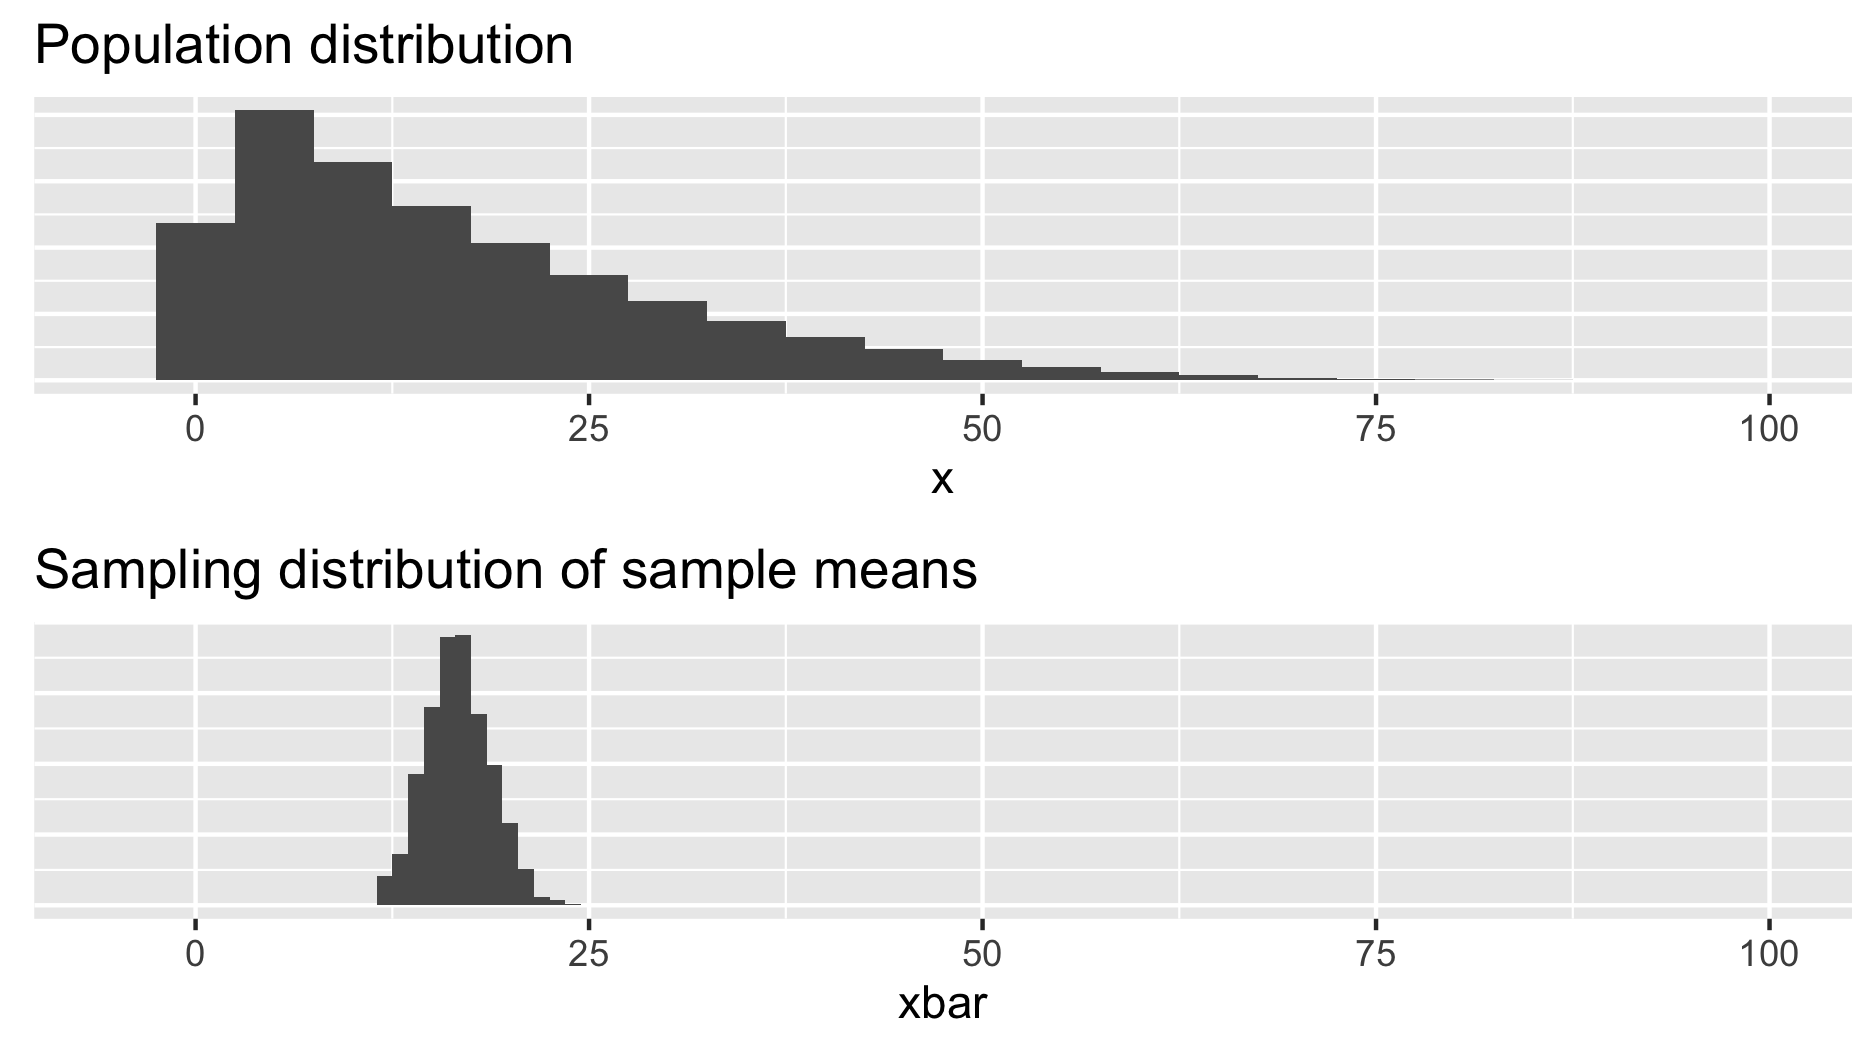 Population distribution
0 25 50 75 100
x
Sampling distribution of sample means
0 25 50 75 100
xbar